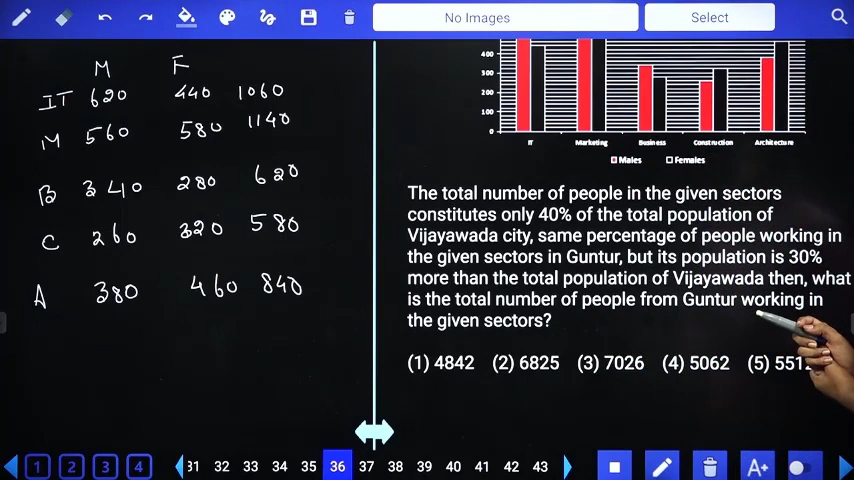 No Images
Select
M F
IT 620 440 1060
M 560 580 1140
B 340 280 620
C 260 320 580
A 380 460 840
400
300
200
100
0
IT Marketing Business Construction Architecture
Males Females
The total number of people in the given sectors
constitutes only 40% of the total population of
Vijayawada city, same percentage of people working in
the given sectors in Guntur, but its population is 30%
more than the total population of Vijayawada then, what
is the total number of people from Guntur working in
the given sectors?
(1) 4842 (2) 6825 (3) 7026 (4) 5062 (5) 5512
1 2 3 4 31 32 33 34 35 36 37 38 39 40 41 42 43 A+